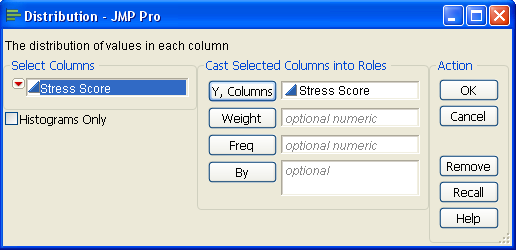 Distribution - JMP Pro
The distribution of values in each column
Select Columns
Stress Score
Histograms Only
Cast Selected Columns into Roles
Y, Columns
Stress Score
Weight
optional numeric
Freq
optional numeric
By
optional
Action
OK
Cancel
Remove
Recall
Help